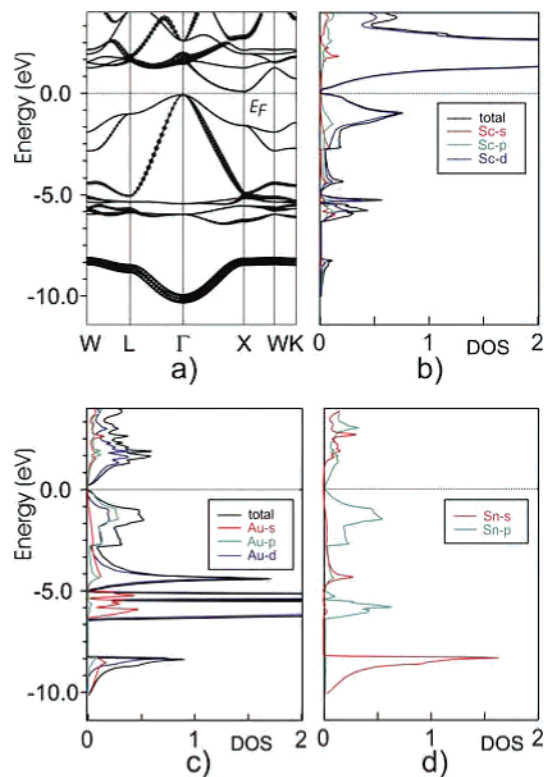 Energy (eV)
0.0
-5.0
-10.0
E_F
W L Γ X WK
a)
total
Sc-s
Sc-p
Sc-d
0 1 DOS 2
b)
Energy (eV)
0.0
-5.0
-10.0
total
Au-s
Au-p
Au-d
0 DOS 1 2
c)
Sn-s
Sn-p
0 DOS 1 2
d)